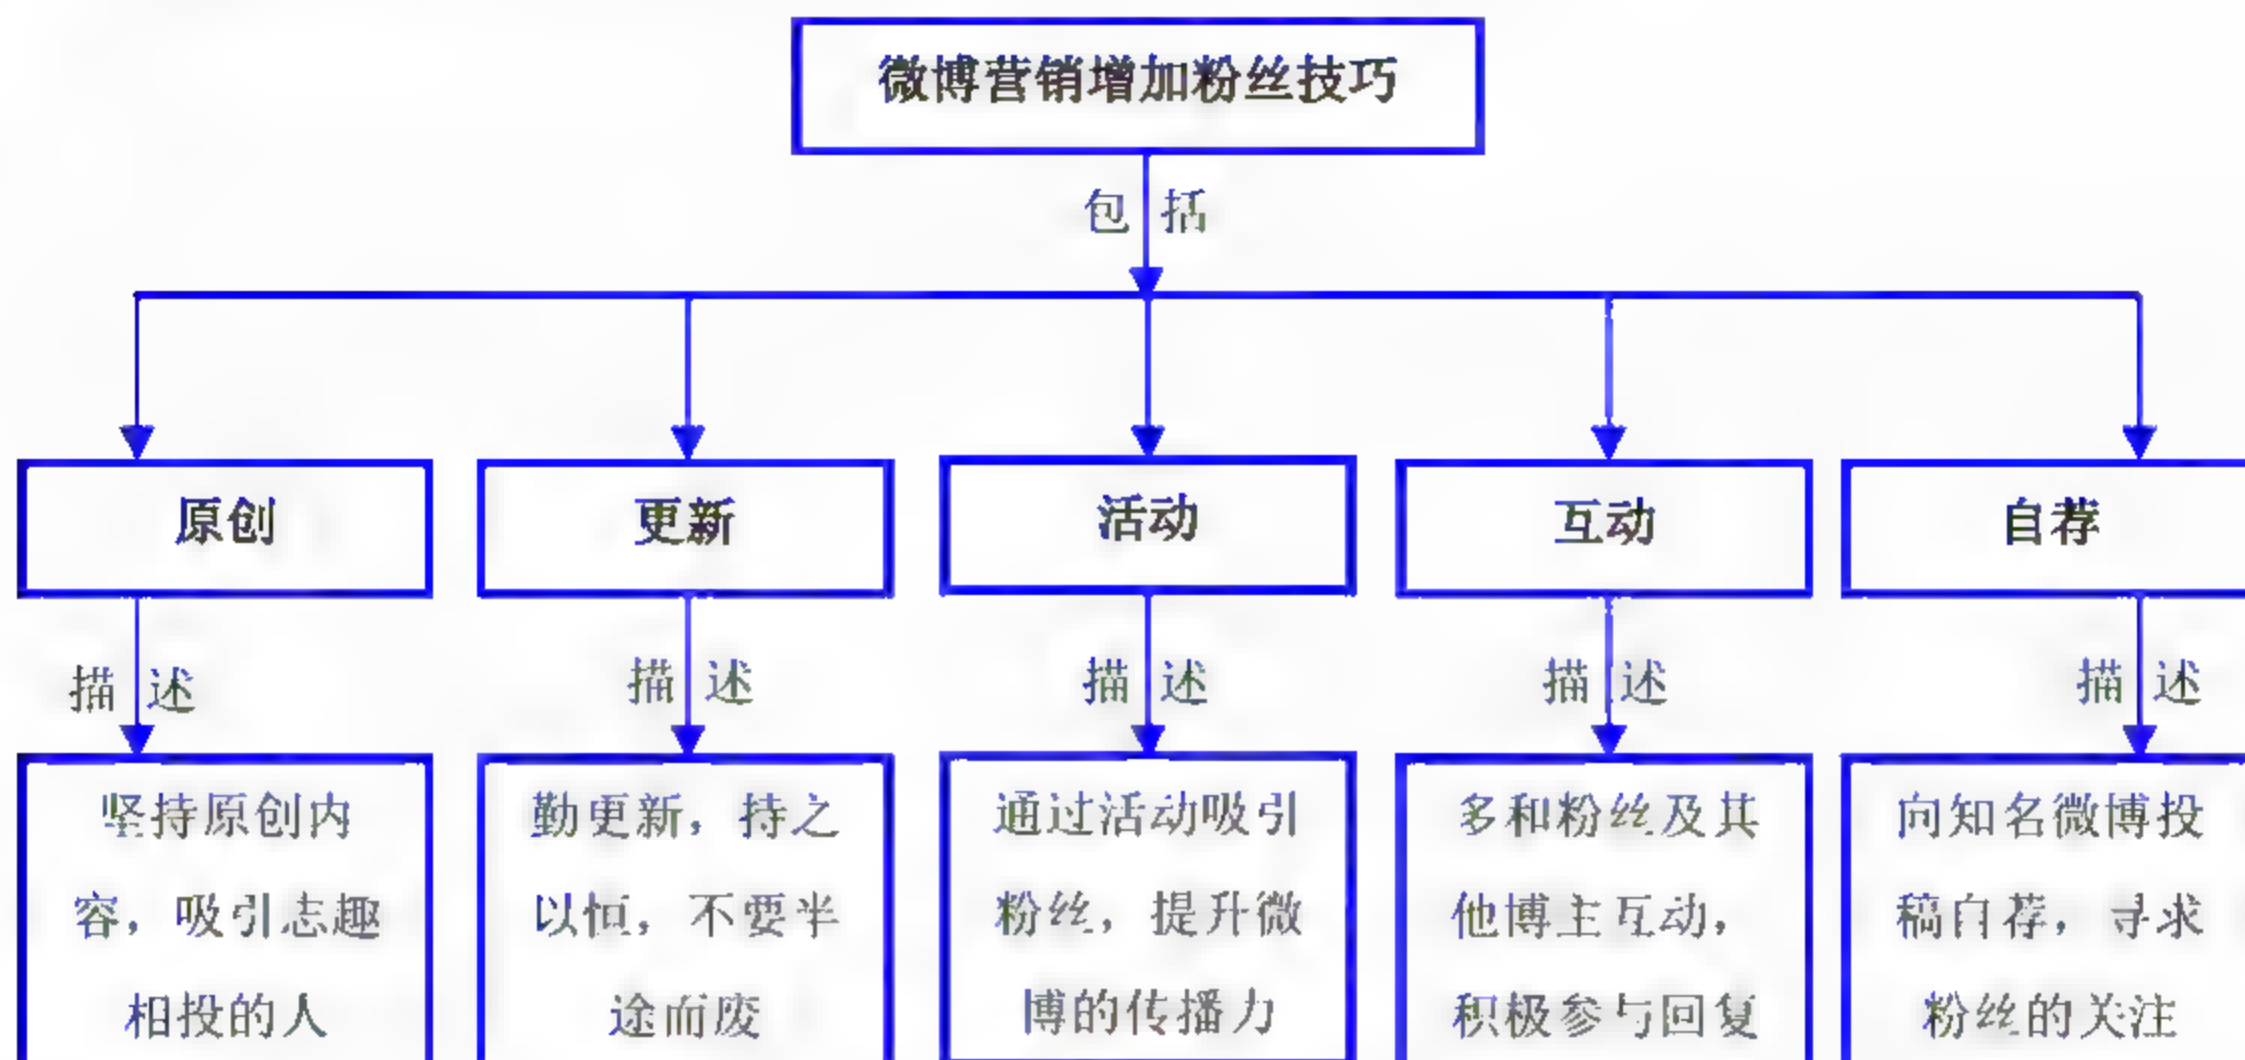 微博营销增加粉丝技巧
包括
原创
更新
活动
互动
自荐
描述
描述
描述
描述
描述
坚持原创内
容，吸引志趣
相投的人
勤更新，持之
以恒，不要半
途而废
通过活动吸引
粉丝，提升微
博的传播力
多和粉丝及其
他博主互动，
积极参与回复
向知名微博投
稿自荐，寻求
粉丝的关注